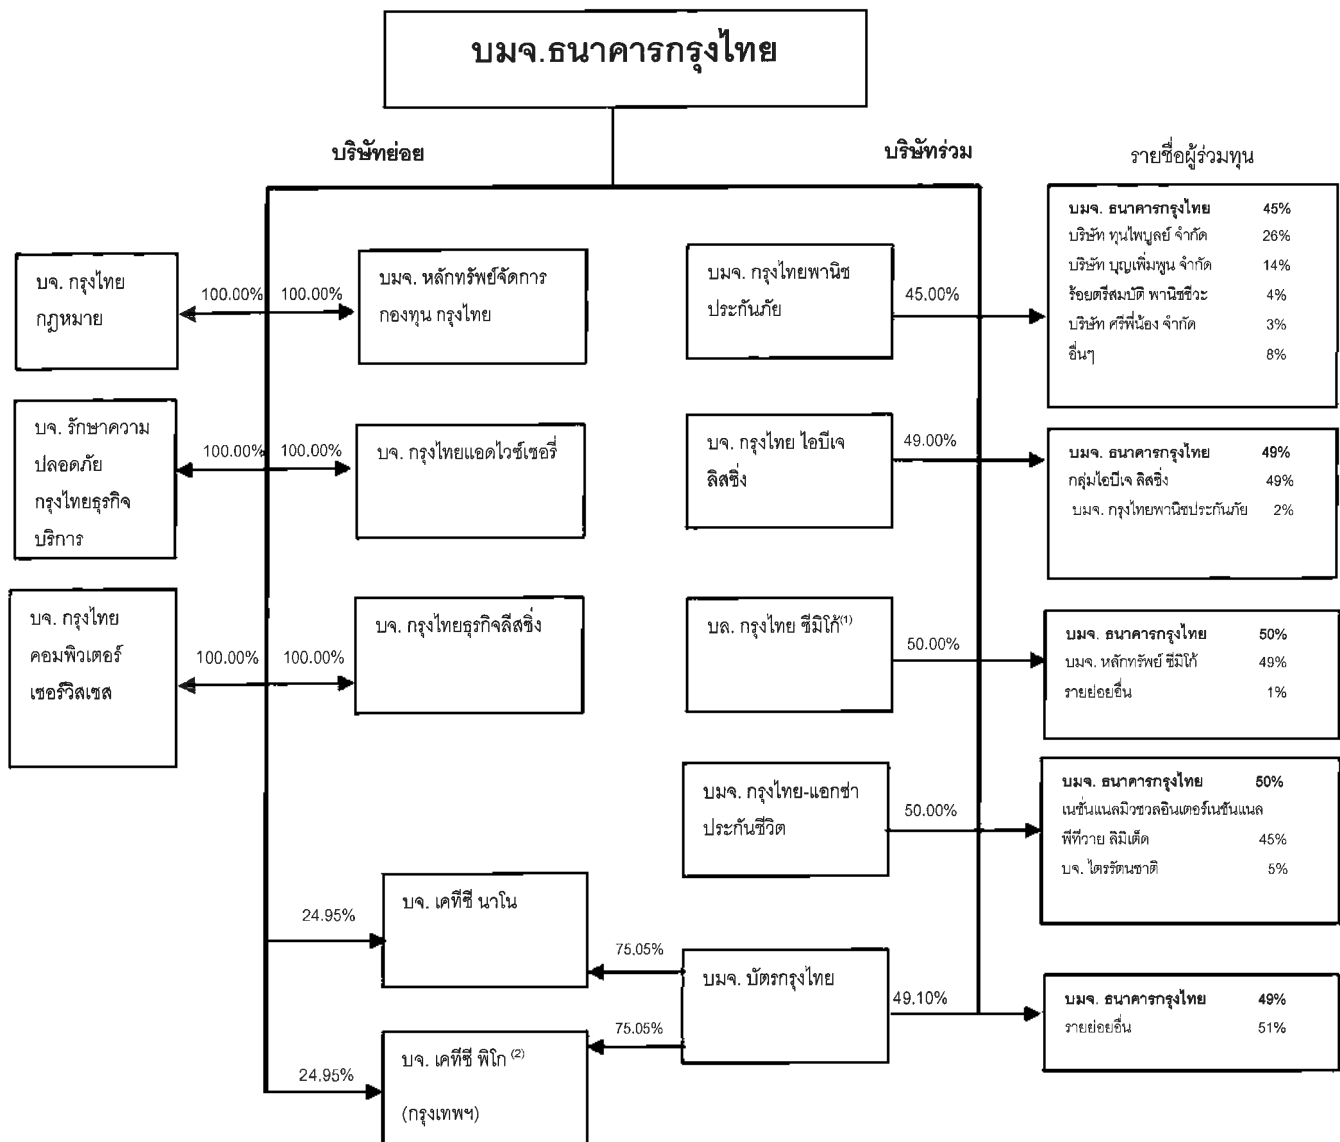 บมจ.ธนาคารกรุงไทย
บริษัทย่อย
บริษัทร่วม
รายชื่อผู้ร่วมทุน
บจ. กรุงไทย
กฎหมาย
100.00%
100.00%
บมจ. หลักทรัพย์จัดการ
กองทุน กรุงไทย
บมจ. กรุงไทยพานิช
ประกันภัย
45.00%
บมจ. ธนาคารกรุงไทย 45%
บริษัท ทุนไพบูลย์ จำกัด 26%
บริษัท บุญเพิ่มพูน จำกัด 14%
ร้อยตรีสมบัติ พานิชชีวะ 4%
บริษัท ศรีพี่น้อง จำกัด 3%
อื่นๆ 8%
บจ. รักษาความ
ปลอดภัย
กรุงไทยธุรกิจ
บริการ
100.00%
100.00%
บจ. กรุงไทยแอดไวซ์เซอรี่
บจ. กรุงไทย ไอบีเจ
ลิสซิ่ง
49.00%
บมจ. ธนาคารกรุงไทย 49%
กลุ่มไอบีเจ ลิสซิ่ง 49%
บมจ. กรุงไทยพานิชประกันภัย 2%
บจ. กรุงไทย
คอมพิวเตอร์
เซอร์วิสเซส
100.00%
100.00%
บจ. กรุงไทยธุรกิจลีสซิ่ง
บล. กรุงไทย ซีมิโก้(1)
50.00%
บมจ. ธนาคารกรุงไทย 50%
บมจ. หลักทรัพย์ ซีมิโก้ 49%
รายย่อยอื่น 1%
บมจ. กรุงไทย-แอกซ่า
ประกันชีวิต
50.00%
บมจ. ธนาคารกรุงไทย 50%
เนชั่นแนลมิวชวลอินเตอร์เนชันแนล
พีทีวาย ลิมิเต็ด 45%
บจ. ไตรรัตนชาติ 5%
24.95%
บจ. เคทีซี นาโน
75.05%
บมจ. บัตรกรุงไทย
49.10%
บมจ. ธนาคารกรุงไทย 49%
รายย่อยอื่น 51%
24.95%
บจ. เคทีซี พิโก (2)
(กรุงเทพฯ)
75.05%